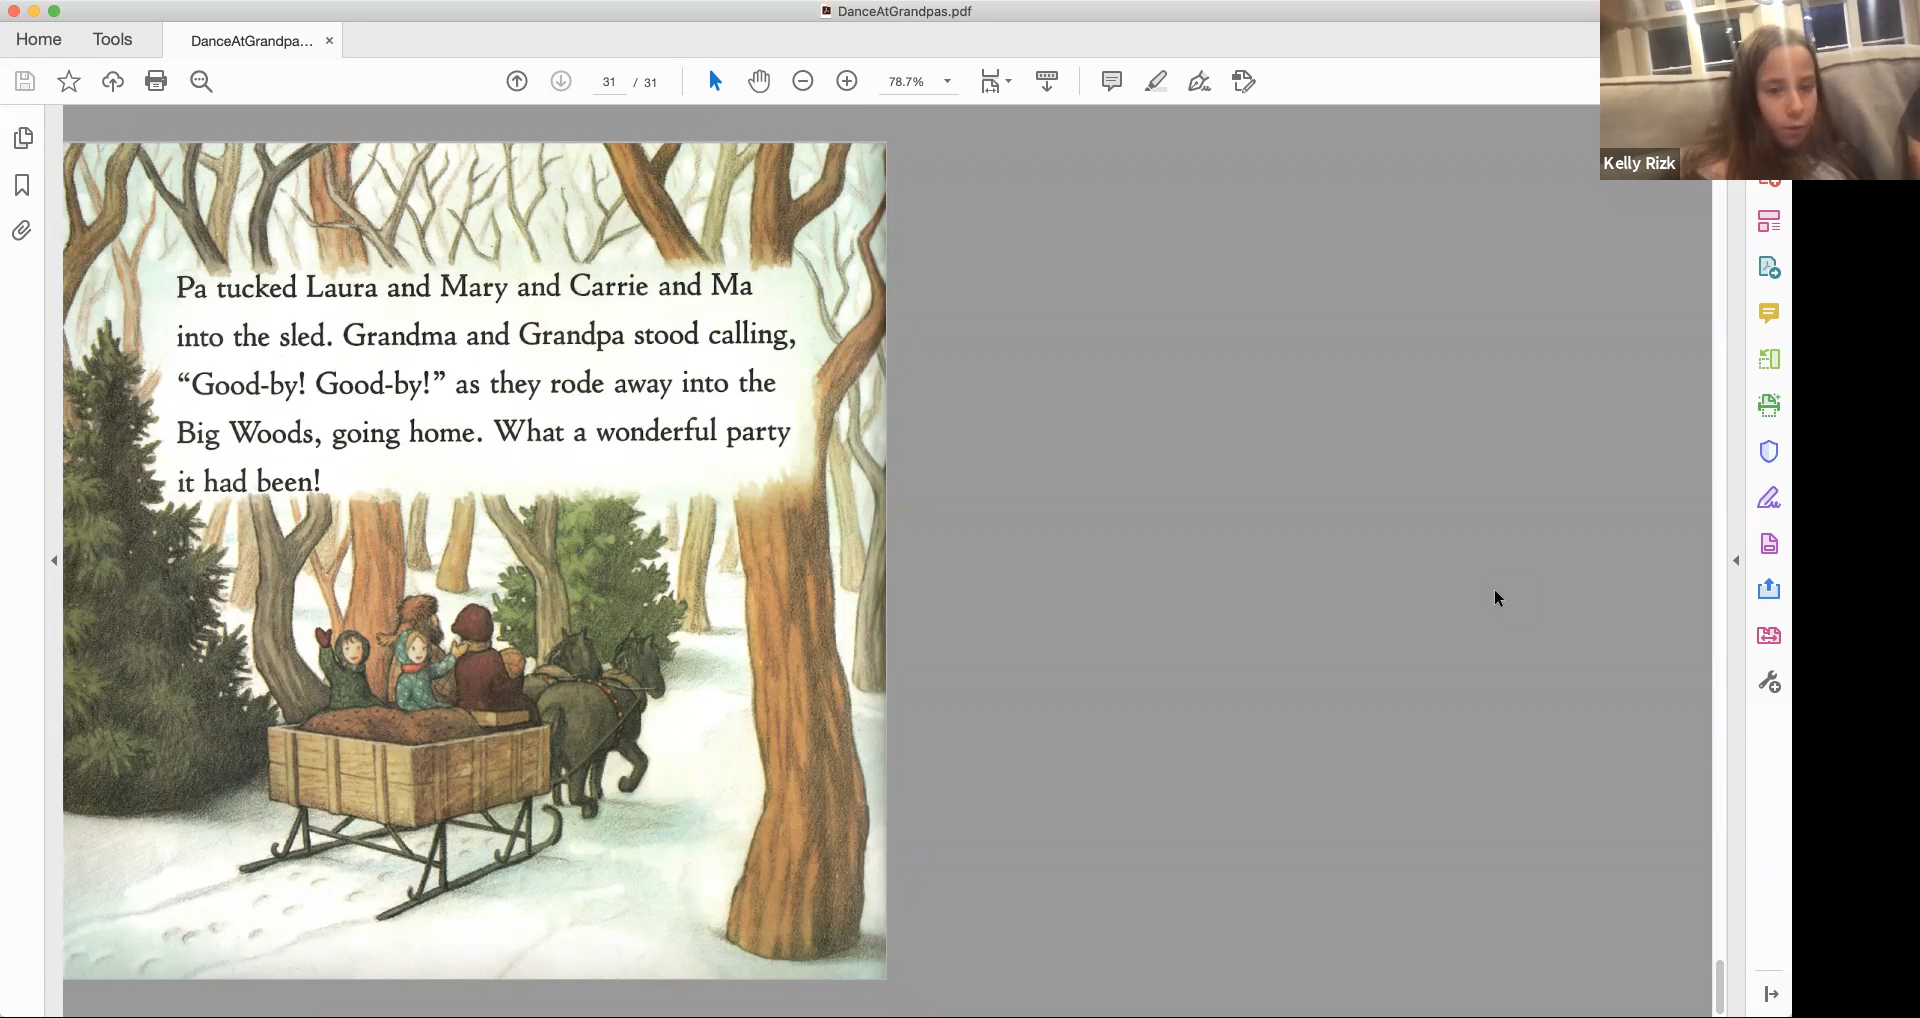 DanceAtGrandpas.pdf
Home
Tools
DanceAtGrandpa... ×
31 / 31
78.7%
Kelly Rizk
Pa tucked Laura and Mary and Carrie and Ma
into the sled. Grandma and Grandpa stood calling,
“Good-by! Good-by!” as they rode away into the
Big Woods, going home. What a wonderful party
it had been!